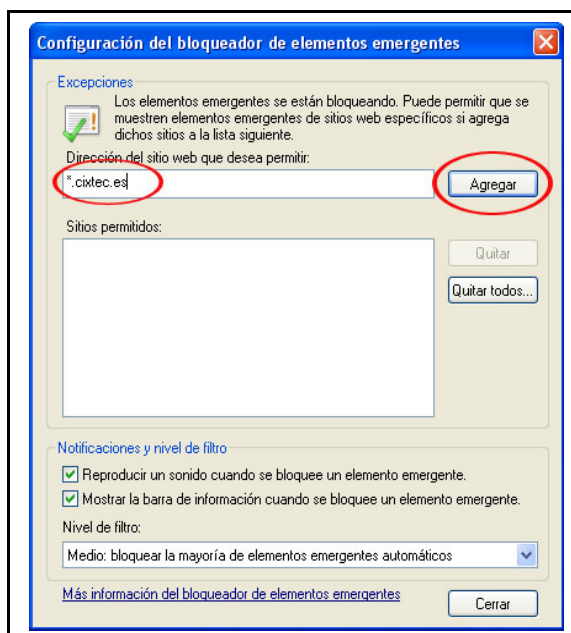 Configuración del bloqueador de elementos emergentes
Excepciones
Los elementos emergentes se están bloqueando. Puede permitir que se
muestren elementos emergentes de sitios web específicos si agrega
dichos sitios a la lista siguiente.
Dirección del sitio web que desea permitir:
*.cixtec.es
Agregar
Sitios permitidos:
Quitar
Quitar todos...
Notificaciones y nivel de filtro
Reproducir un sonido cuando se bloquee un elemento emergente.
Mostrar la barra de información cuando se bloquee un elemento emergente.
Nivel de filtro:
Medio: bloquear la mayoría de elementos emergentes automáticos
Más información del bloqueador de elementos emergentes
Cerrar